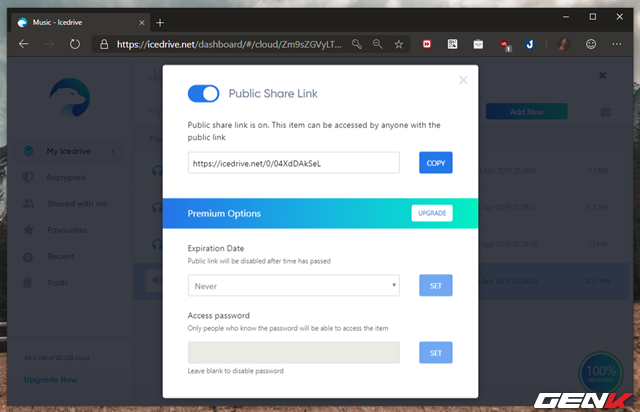 Music - Icedrive
https://icedrive.net/dashboard/#/cloud/Zm9sZGVyLT...
Public Share Link
Public share link is on. This item can be accessed by anyone with the
public link
https://icedrive.net/0/04XdDAkSeL
COPY
Premium Options
UPGRADE
Expiration Date
Public link will be disabled after time has passed
Never
SET
Access password
Only people who know the password will be able to access the item
SET
Leave blank to disable password
My Icedrive
Encrypted
Shared with me
Favourites
Recent
Trash
Upgrade Now
Add New
100%
GENK